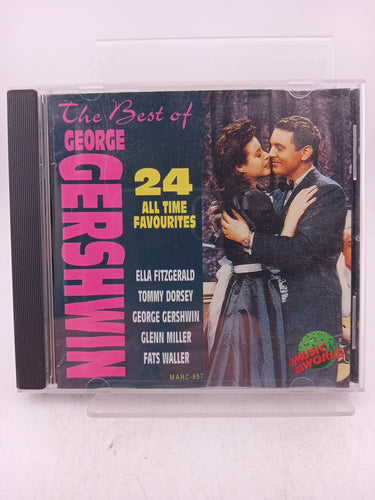 The Best of
GEORGE
GERSHWIN
24
ALL TIME
FAVOURITES
ELLA FITZGERALD
TOMMY DORSEY
GEORGE GERSHWIN
GLENN MILLER
FATS WALLER
MARC-857
MUSIC
WORLD